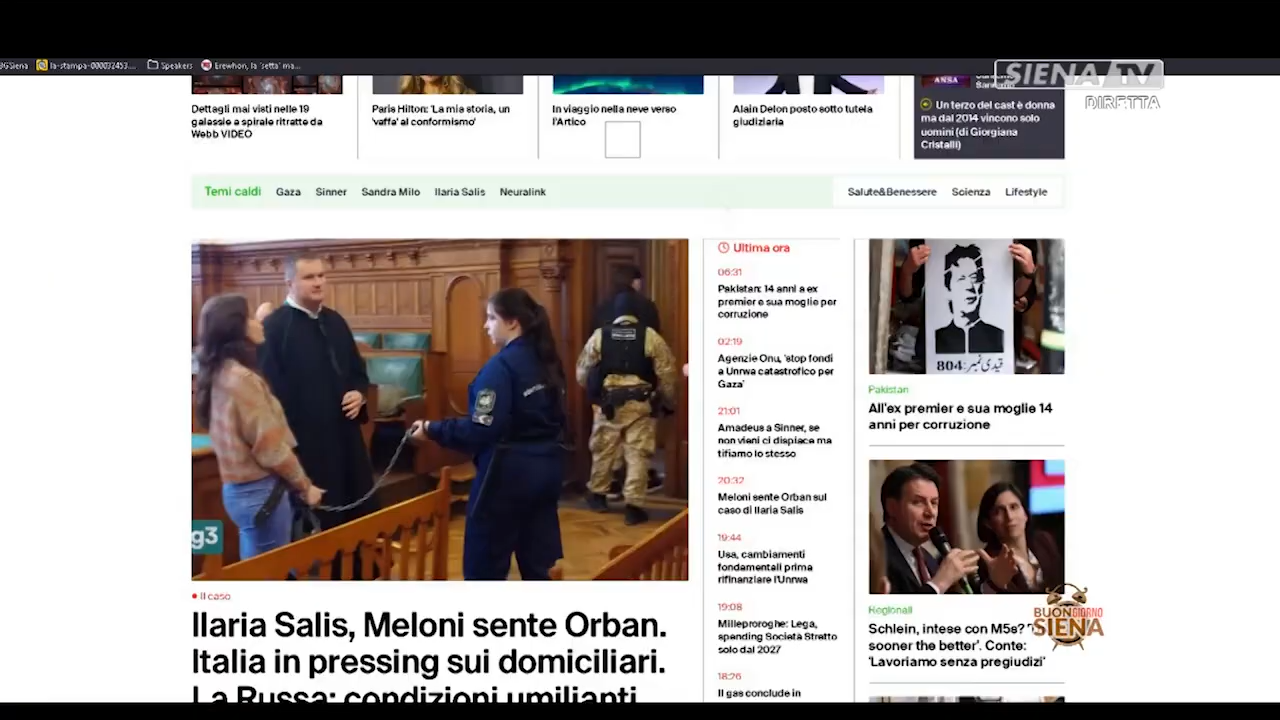 BGSiena
la-stampa-000032453...
Speakers
Erewhon, la 'setta' ma...
SIENA TV
DIRETTA
Dettagli mai visti nelle 19
galassie a spirale ritratte da
Webb VIDEO
Paris Hilton: 'La mia storia, un
'vaffa' al conformismo'
In viaggio nella neve verso
l'Artico
Alain Delon posto sotto tutela
giudiziaria
ANSA
Un terzo del cast è donna
ma dal 2014 vincono solo
uomini (di Giorgiana
Cristalli)
Temi caldi
Gaza
Sinner
Sandra Milo
Ilaria Salis
Neuralink
Salute&Benessere
Scienza
Lifestyle
g3
Il caso
Ilaria Salis, Meloni sente Orban.
Italia in pressing sui domiciliari.
La Russa: condizioni umilianti
Ultima ora
06:31
Pakistan: 14 anni a ex
premier e sua moglie per
corruzione
02:19
Agenzie Onu, 'stop fondi
a Unrwa catastrofico per
Gaza'
21:01
Amadeus a Sinner, se
non vieni ci dispiace ma
tifiamo lo stesso
20:32
Meloni sente Orban sul
caso di Ilaria Salis
19:44
Usa, cambiamenti
fondamentali prima
rifinanziare l'Unrwa
19:08
Milleproroghe: Lega,
spending Società Stretto
solo dal 2027
18:26
Il gas conclude in
804:قیدی نمبر
Pakistan
All'ex premier e sua moglie 14
anni per corruzione
Regionali
Schlein, intese con M5s?
sooner the better'. Conte:
'Lavoriamo senza pregiudizi'
BUONGIORNO
SIENA